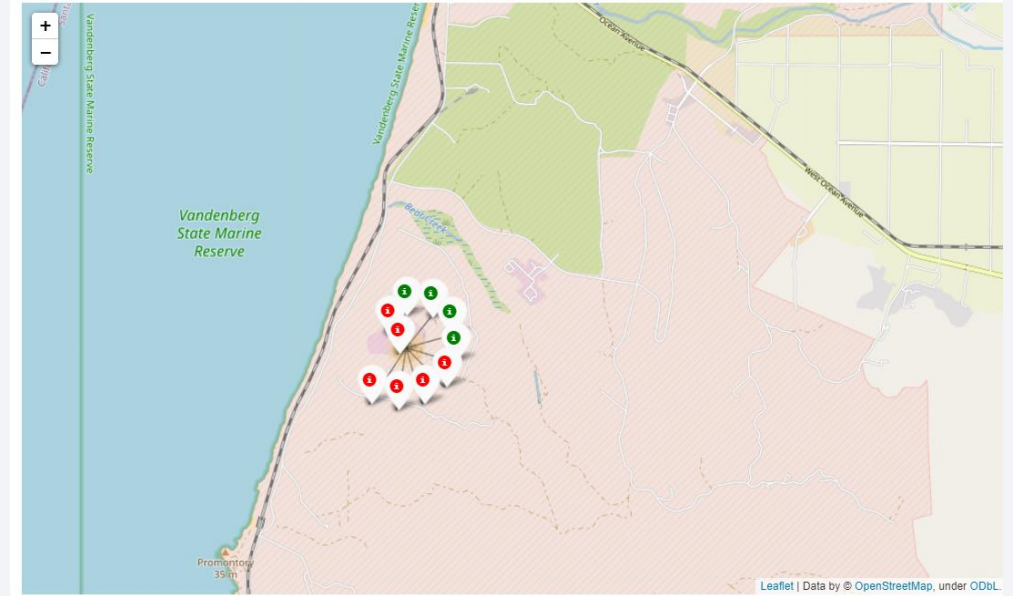 +
−
Vandenberg State Marine Reserve
Vandenberg State Marine Reserve
Ocean Avenue
West Ocean Avenue
Vandenberg
State Marine
Reserve
Bear Creek
Promontory
35 m
Leaflet | Data by © OpenStreetMap, under ODbL.